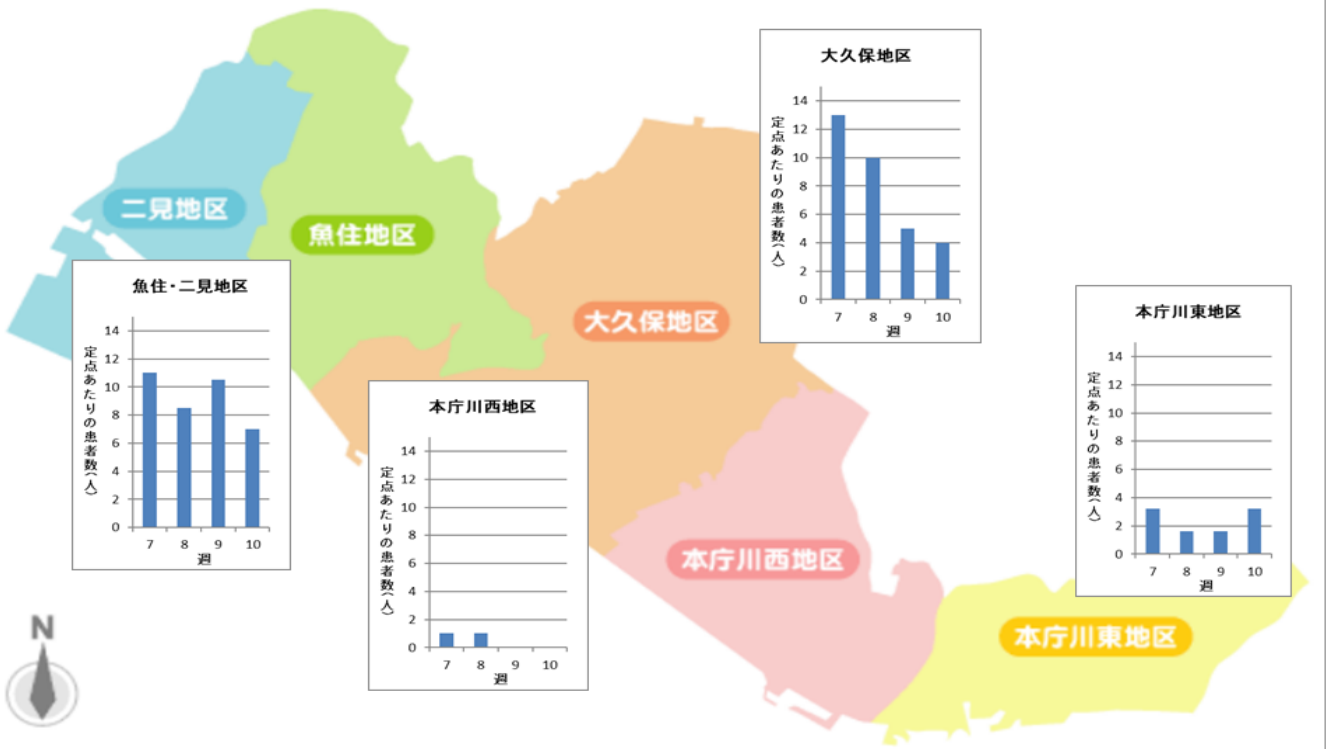 大久保地区
定点あたりの患者数(人)
14
12
10
8
6
4
2
0
7 8 9 10
週
二見地区
魚住地区
大久保地区
魚住・二見地区
定点あたりの患者数(人)
14
12
10
8
6
4
2
0
7 8 9 10
週
本庁川東地区
定点あたりの患者数(人)
14
12
10
8
6
4
2
0
7 8 9 10
週
本庁川西地区
定点あたりの患者数(人)
14
12
10
8
6
4
2
0
7 8 9 10
週
本庁川西地区
本庁川東地区
N